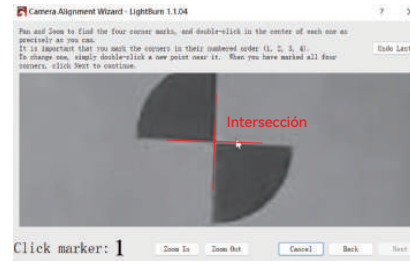 Camera Alignment Wizard - LightBurn 1.1.04
Pan and Zoom to find the four corner marks, and double-click in the center of each one as
precisely as you can.
It is important that you mark the corners in their numbered order (1, 2, 3, 4).
To change one, simply double-click a new point near it. When you have marked all four
corners, click Next to continue.
Undo Last
Intersección
Click marker: 1
Zoom In
Zoom Out
Cancel
Back
Next